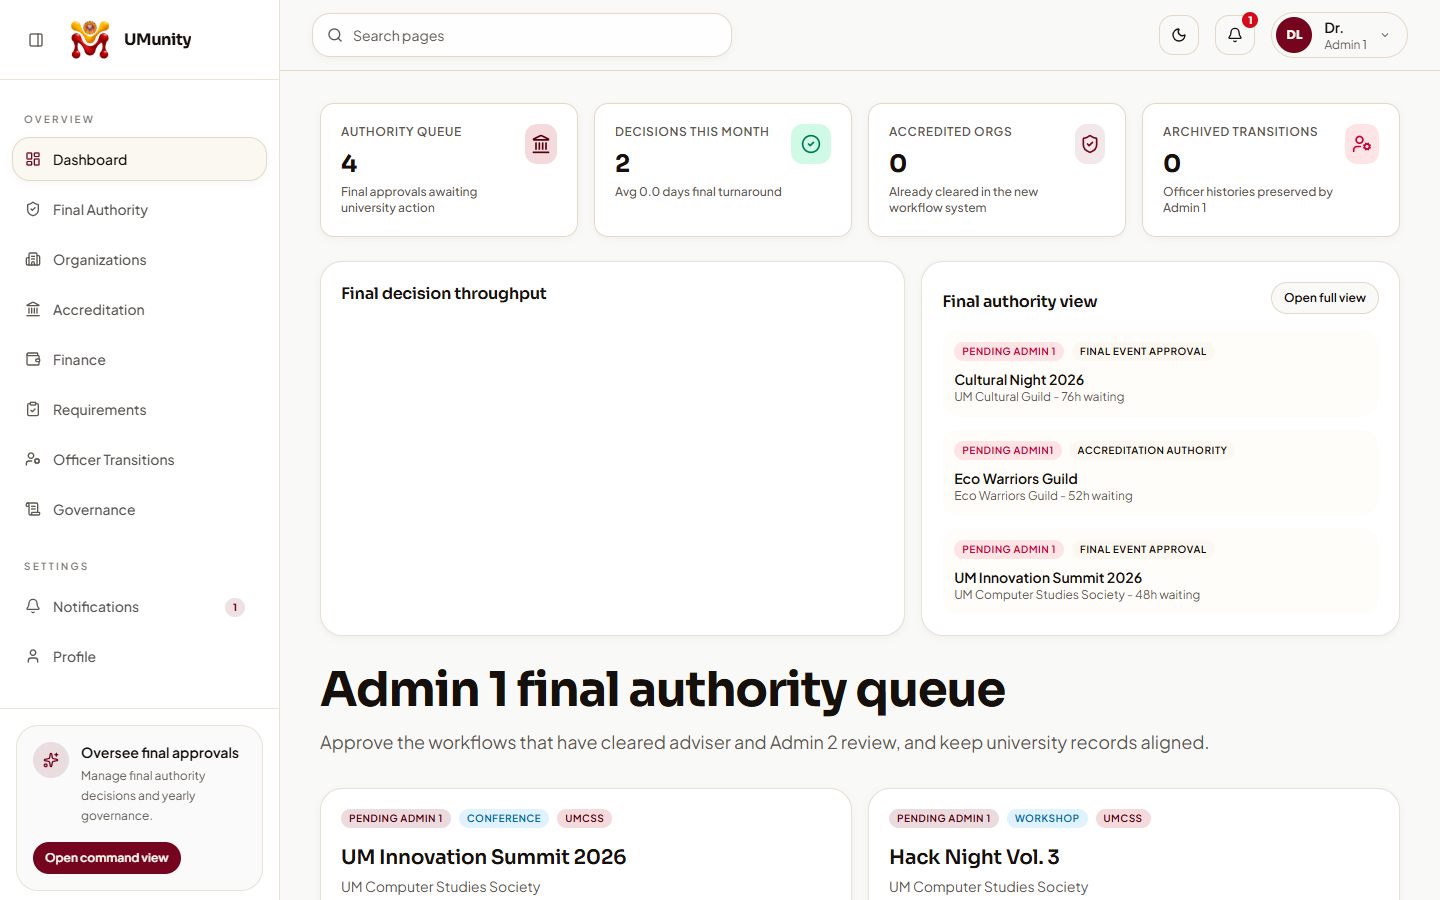 UMunity
Search pages
1
DL
Dr.
Admin 1
OVERVIEW
Dashboard
Final Authority
Organizations
Accreditation
Finance
Requirements
Officer Transitions
Governance
SETTINGS
Notifications
1
Profile
Oversee final approvals
Manage final authority
decisions and yearly
governance.
Open command view
AUTHORITY QUEUE
4
Final approvals awaiting
university action
DECISIONS THIS MONTH
2
Avg 0.0 days final turnaround
ACCREDITED ORGS
0
Already cleared in the new
workflow system
ARCHIVED TRANSITIONS
0
Officer histories preserved by
Admin 1
Final decision throughput
Final authority view
Open full view
PENDING ADMIN 1
FINAL EVENT APPROVAL
Cultural Night 2026
UM Cultural Guild - 76h waiting
PENDING ADMIN1
ACCREDITATION AUTHORITY
Eco Warriors Guild
Eco Warriors Guild - 52h waiting
PENDING ADMIN 1
FINAL EVENT APPROVAL
UM Innovation Summit 2026
UM Computer Studies Society - 48h waiting
Admin 1 final authority queue
Approve the workflows that have cleared adviser and Admin 2 review, and keep university records aligned.
PENDING ADMIN 1
CONFERENCE
UMCSS
UM Innovation Summit 2026
UM Computer Studies Society
PENDING ADMIN 1
WORKSHOP
UMCSS
Hack Night Vol. 3
UM Computer Studies Society